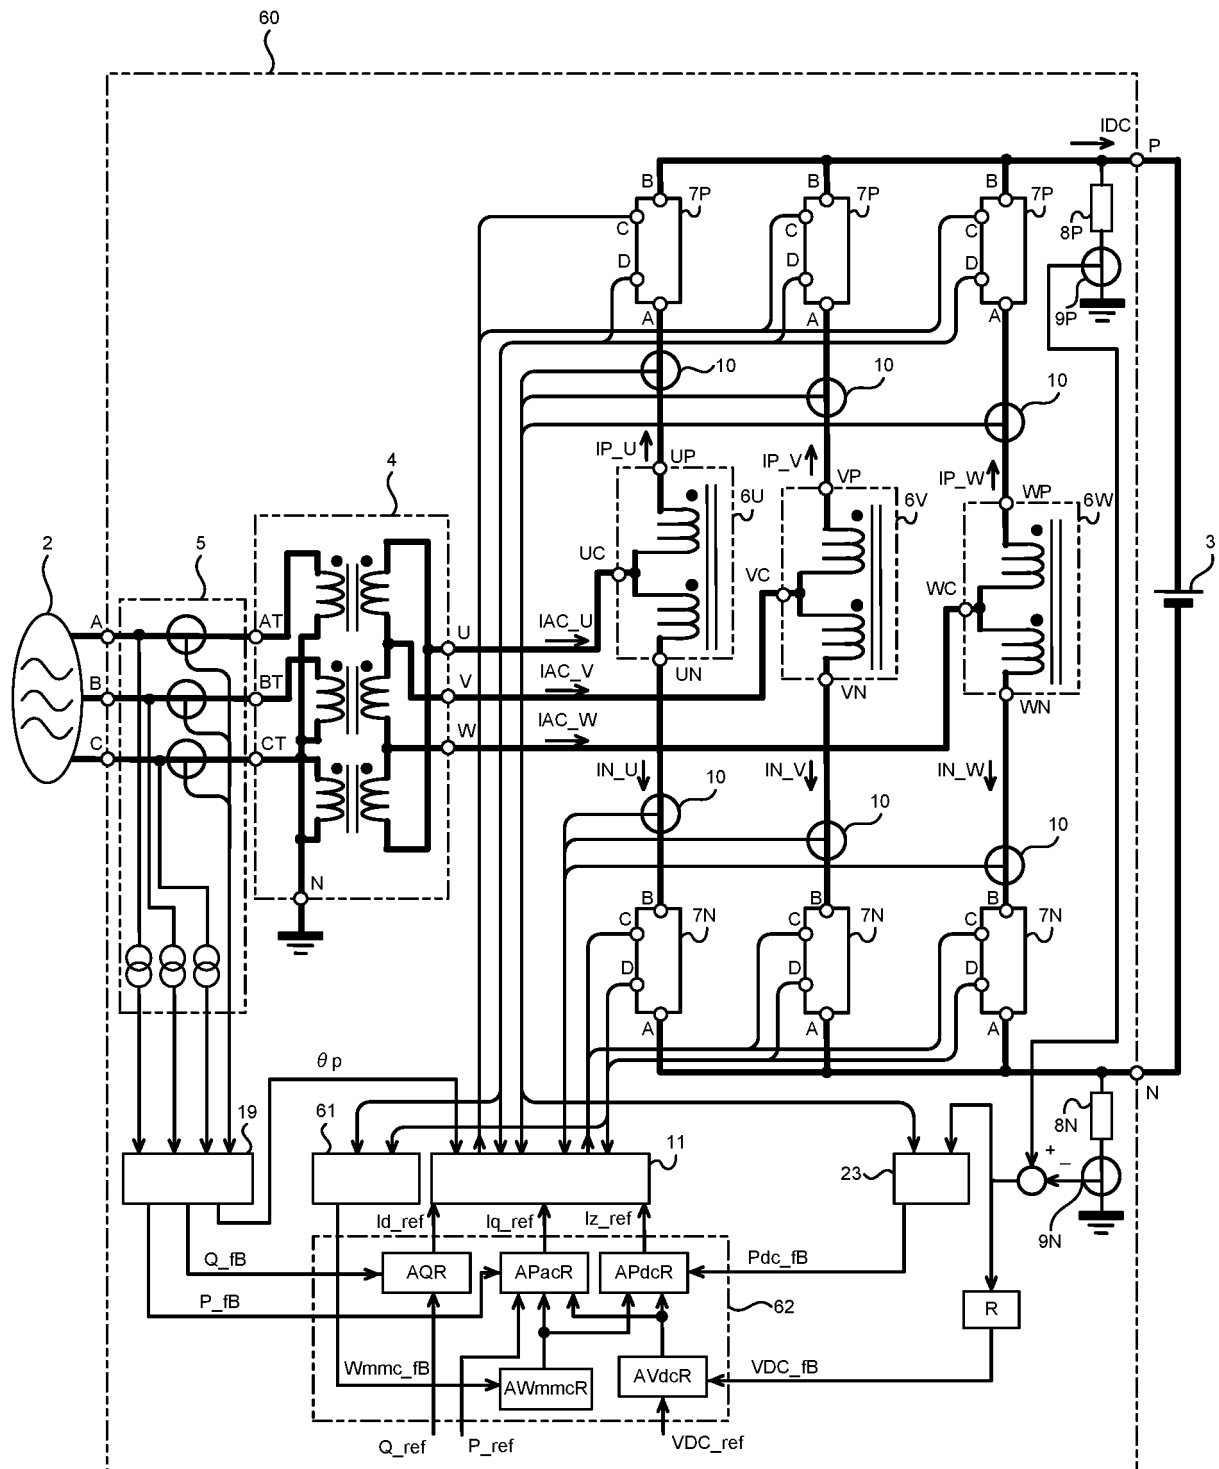 60
IDC
P
B
7P
B
7P
B
7P
C
C
C
8P
D
D
D
A
A
A
9P
10
10
10
IP_U
UP
IP_V
VP
IP_W
WP
4
6U
6V
6W
2
5
UC
VC
WC
3
A
AT
U
IAC_U
B
BT
V
IAC_V
UN
VN
WN
C
CT
W
IAC_W
IN_U
IN_V
IN_W
10
10
10
N
B
7N
B
7N
B
7N
C
C
C
D
D
D
A
A
A
θp
N
19
61
11
23
8N
+
−
9N
Id_ref
Iq_ref
Iz_ref
Q_fB
AQR
APacR
APdcR
Pdc_fB
P_fB
62
R
Wmmc_fB
AWmmcR
AVdcR
VDC_fB
Q_ref
P_ref
VDC_ref